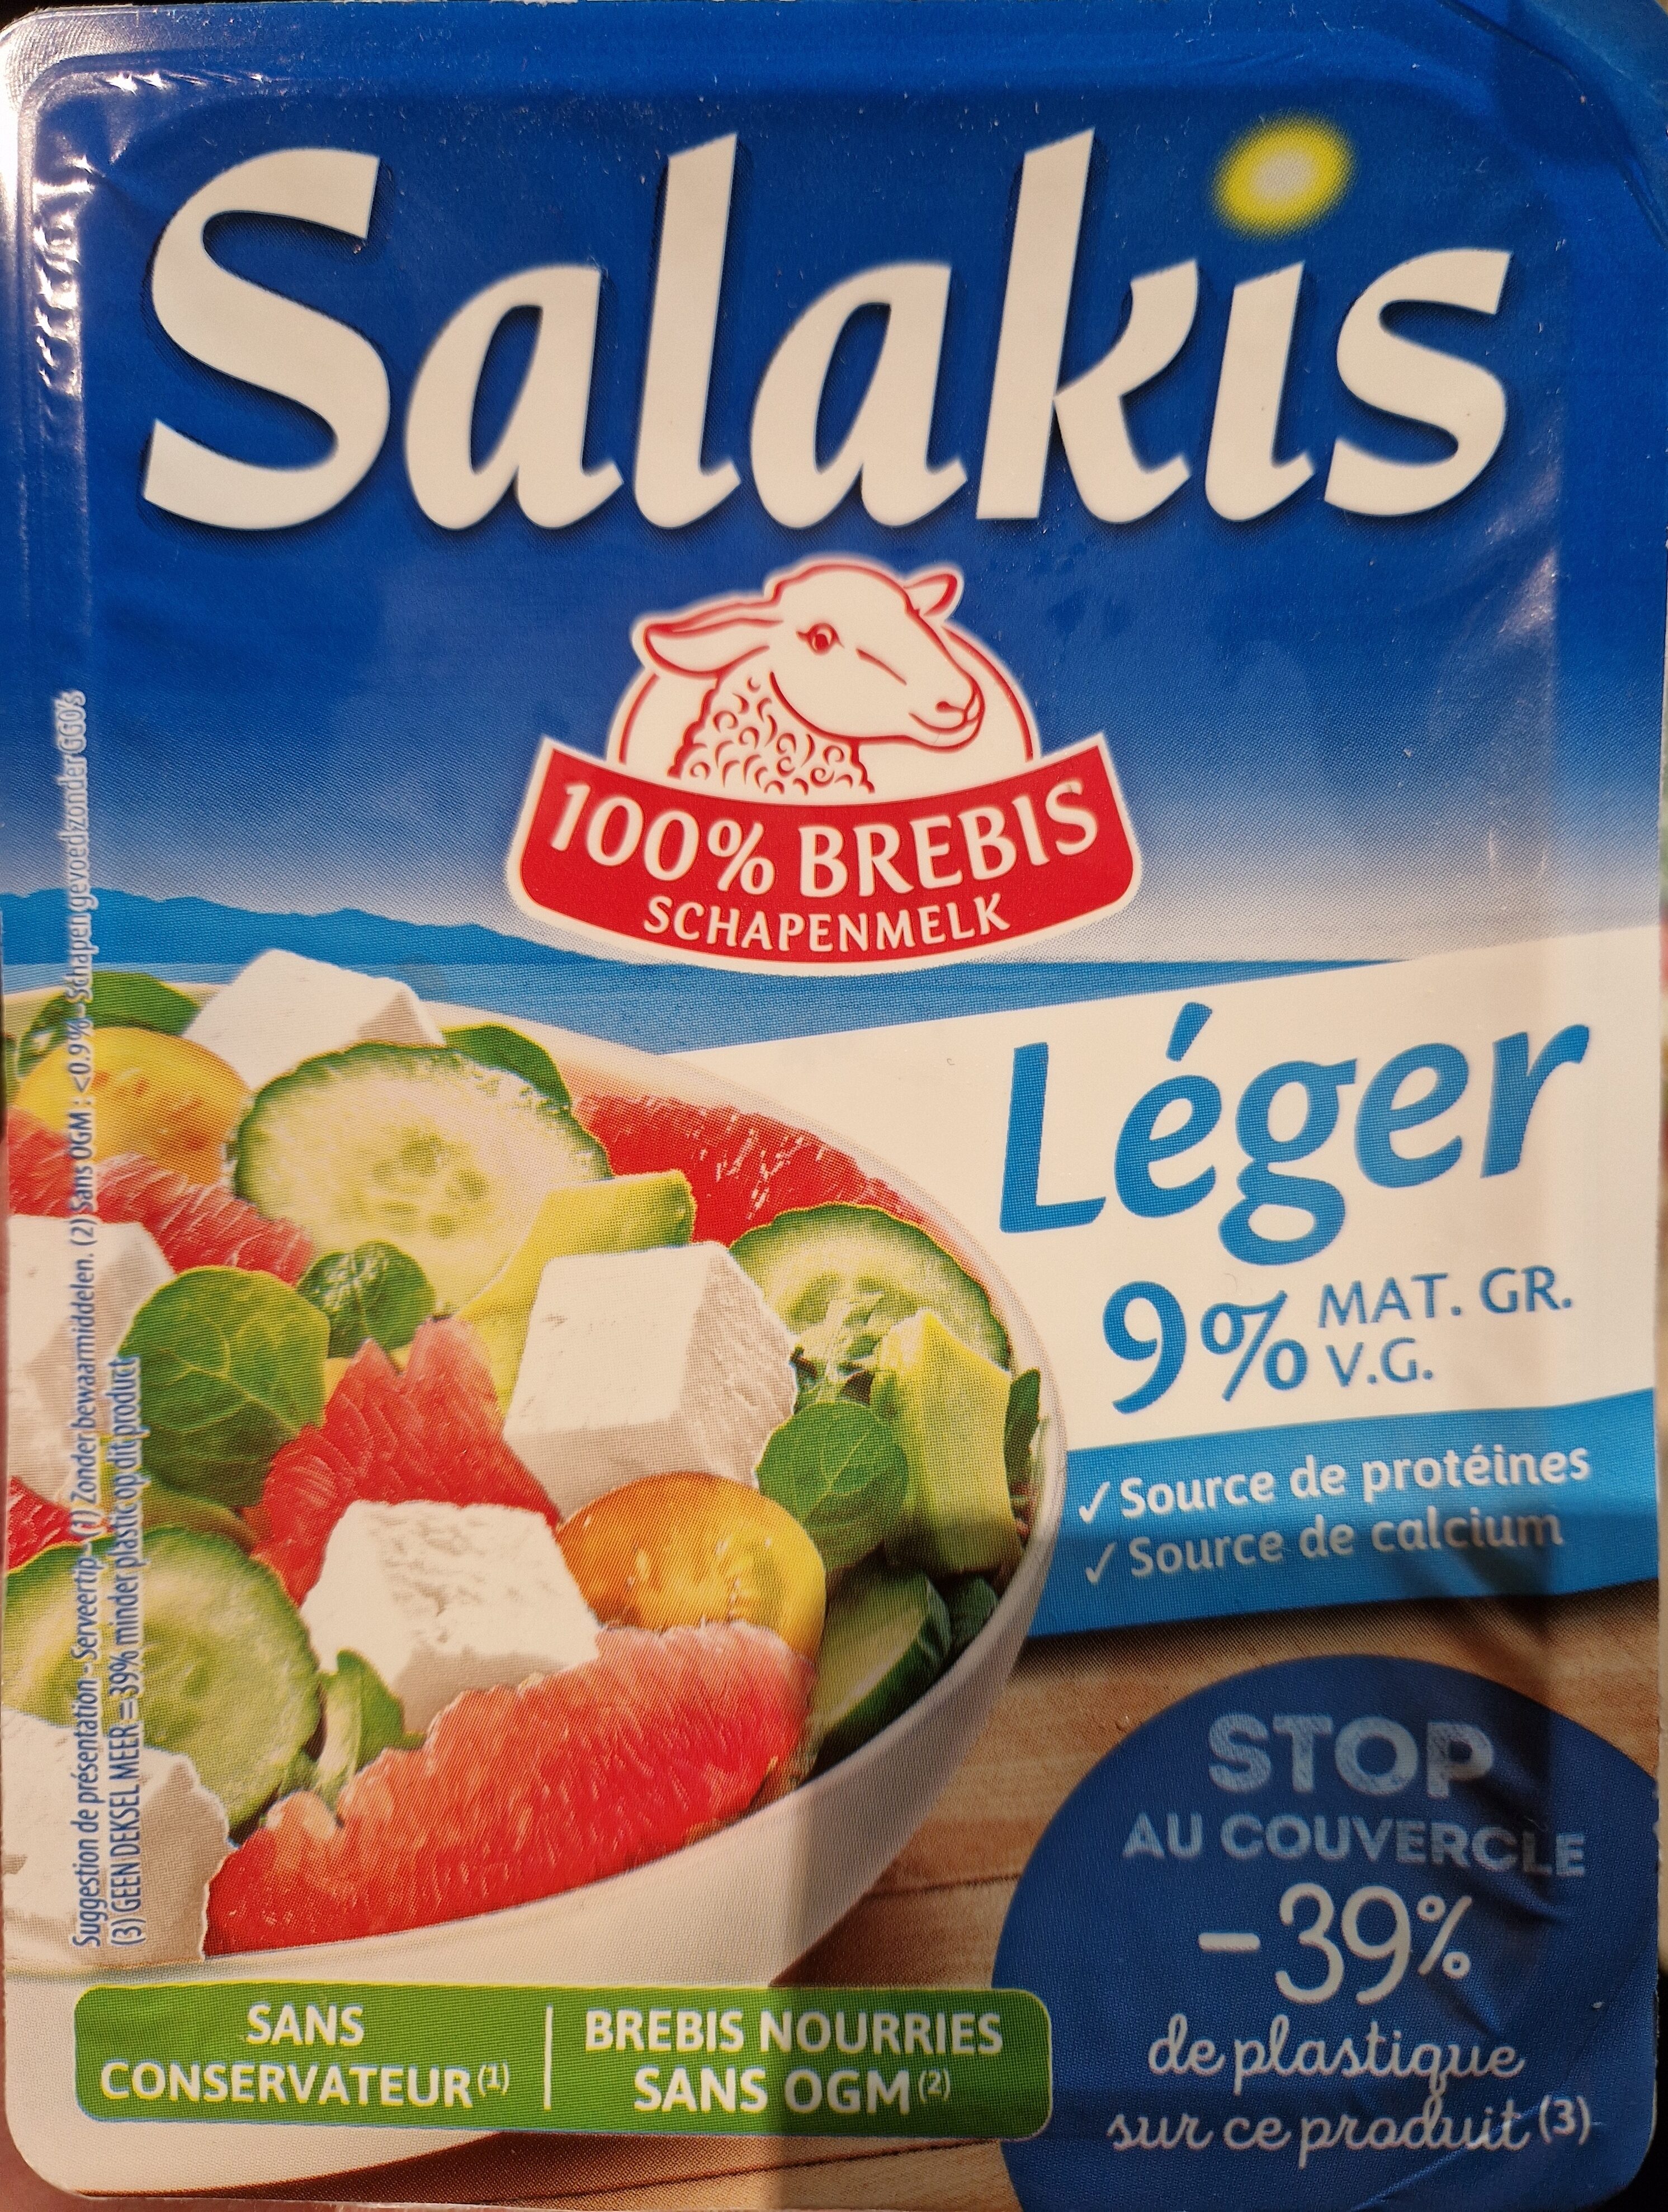 Salakis
100% BREBIS
SCHAPENMELK
Léger
9% MAT. GR.
V.G.
✓ Source de protéines
✓ Source de calcium
STOP
AU COUVERCLE
-39%
de plastique
sur ce produit (3)
SANS
CONSERVATEUR (1)
BREBIS NOURRIES
SANS OGM (2)
Suggestion de présentation - Serveertip - (1) Zonder bewaarmiddelen. (2) Sans OGM : <0.9% - Schapen gevoed zonder GGO's
(3) GEEN DEKSEL MEER = 39% minder plastic op dit product